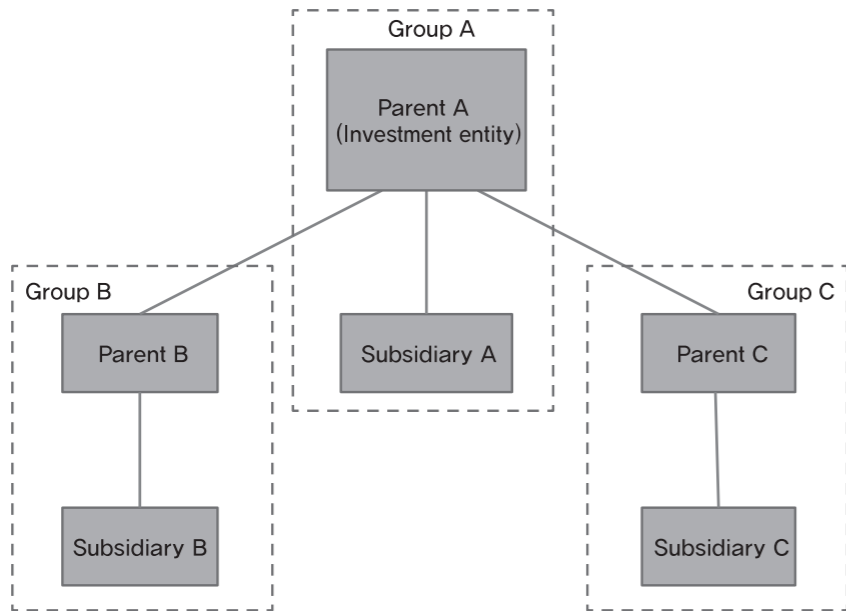 Group A
Parent A
(Investment entity)
Group B
Group C
Parent B
Subsidiary A
Parent C
Subsidiary B
Subsidiary C